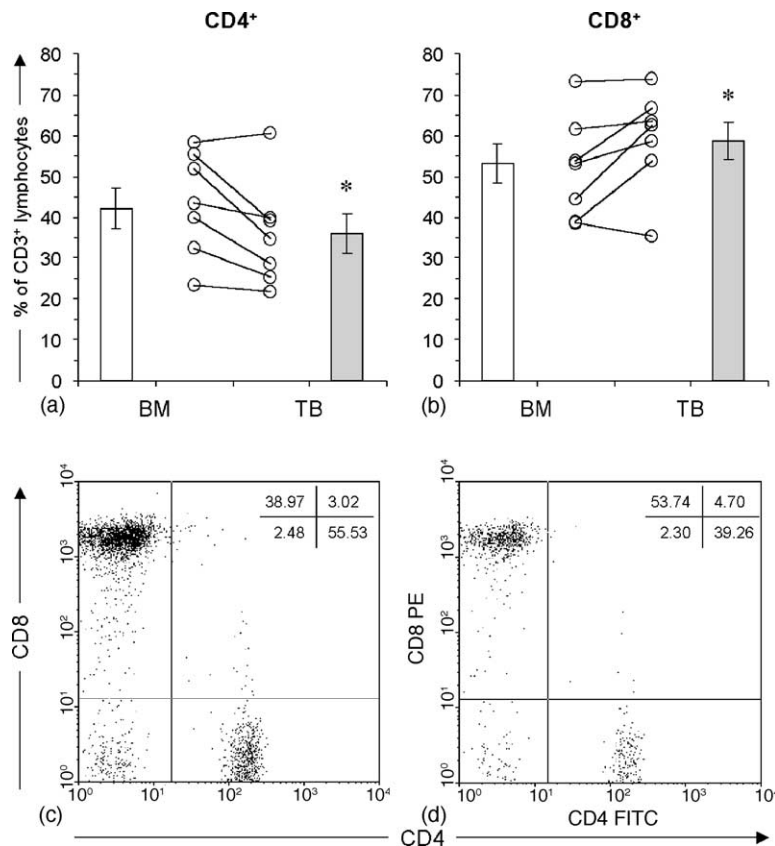 CD4⁺
CD8⁺
% of CD3⁺ lymphocytes
80
70
60
50
40
30
20
10
0
*
(a)
BM
TB
80
70
60
50
40
30
20
10
0
*
(b)
BM
TB
CD8
10⁴
10³
10²
10¹
10⁰
38.97 3.02
2.48 55.53
10⁰ 10¹ 10² 10³ 10⁴
(c)
CD8 PE
10⁴
10³
10²
10¹
10⁰
53.74 4.70
2.30 39.26
10⁰ 10¹ 10² 10³ 10
(d)
CD4 FITC
CD4